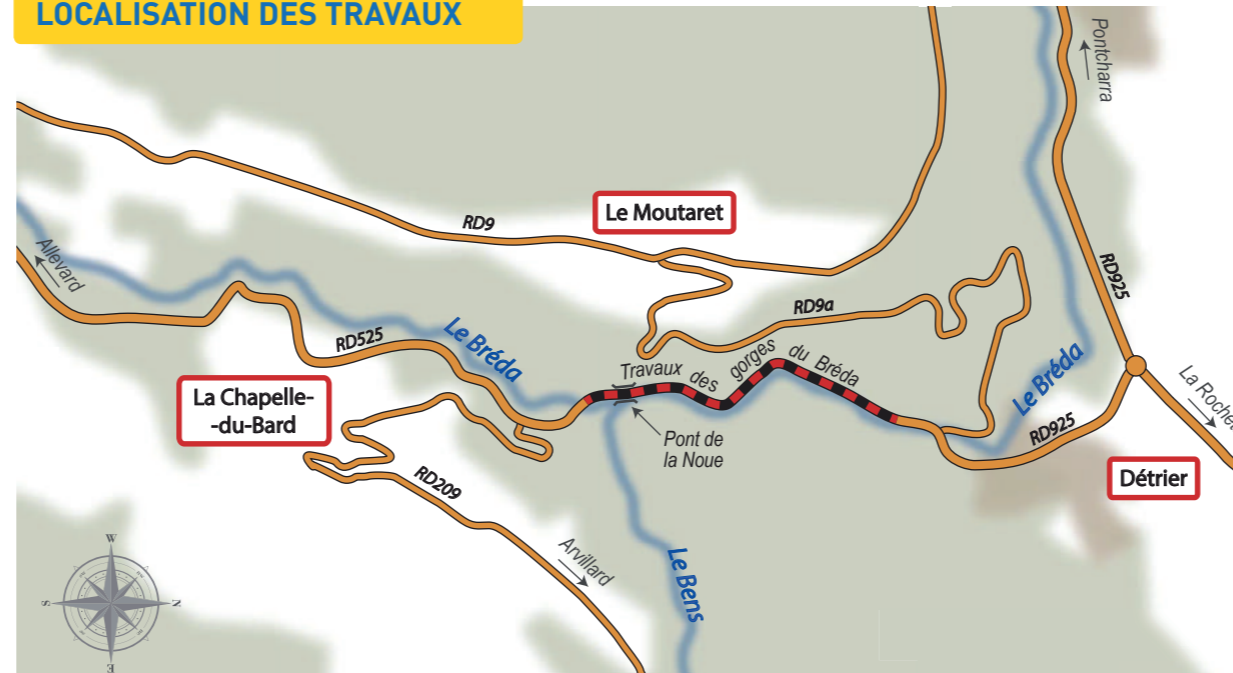 LOCALISATION DES TRAVAUX
Pontcharra
Le Moutaret
RD9
Allevard
RD925
RD9a
RD525
Le Bréda
Travaux des gorges du Bréda
La Chapelle-
-du-Bard
Le Bréda
La Rochet
Pont de
la Noue
RD925
Détrier
RD209
Arvillard
Le Bens
W
S
N
E